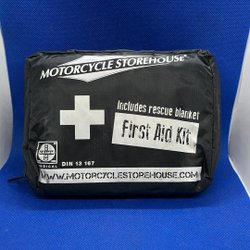 MOTORCYCLE STOREHOUSE
Includes rescue blanket
First Aid Kit
DIN 13 167
WWW.MOTORCYCLESTOREHOUSE.COM